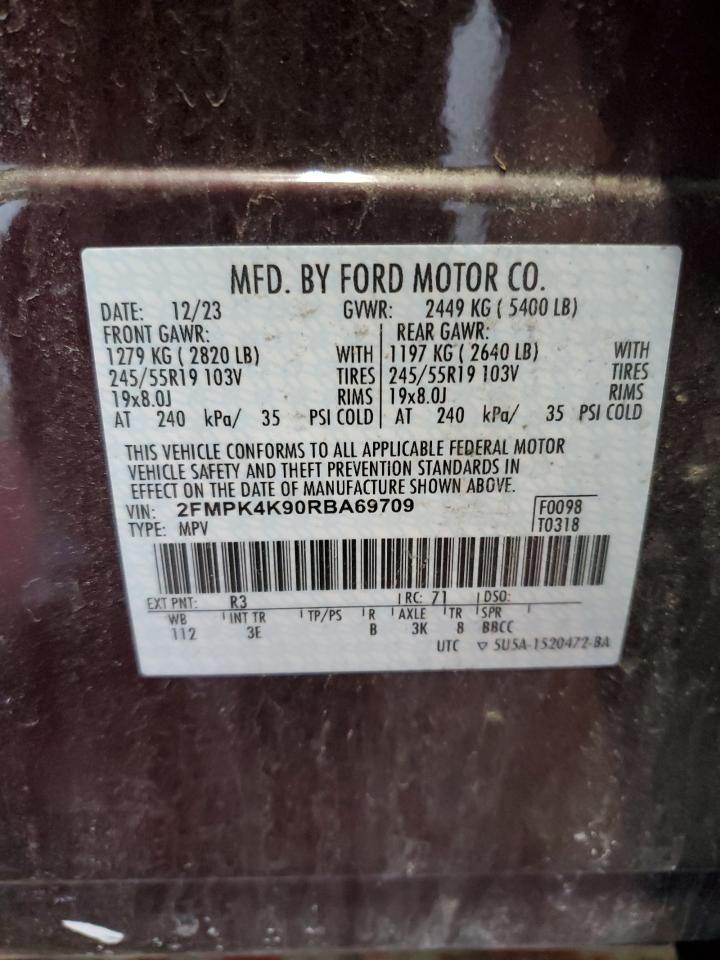 MFD. BY FORD MOTOR CO.
DATE: 12/23 GVWR: 2449 KG ( 5400 LB)
FRONT GAWR: REAR GAWR:
1279 KG ( 2820 LB) WITH 1197 KG ( 2640 LB) WITH
245/55R19 103V TIRES 245/55R19 103V TIRES
19x8.0J RIMS 19x8.0J RIMS
AT 240 kPa/ 35 PSI COLD AT 240 kPa/ 35 PSI COLD
THIS VEHICLE CONFORMS TO ALL APPLICABLE FEDERAL MOTOR
VEHICLE SAFETY AND THEFT PREVENTION STANDARDS IN
EFFECT ON THE DATE OF MANUFACTURE SHOWN ABOVE.
VIN: 2FMPK4K90RBA69709 F0098
TYPE: MPV T0318
EXT PNT: R3 RC: 71 DSO:
WB INT TR TP/PS R AXLE TR SPR
112 3E B 3K 8 BBCC
UTC ▽ 5U5A-1520472-BA